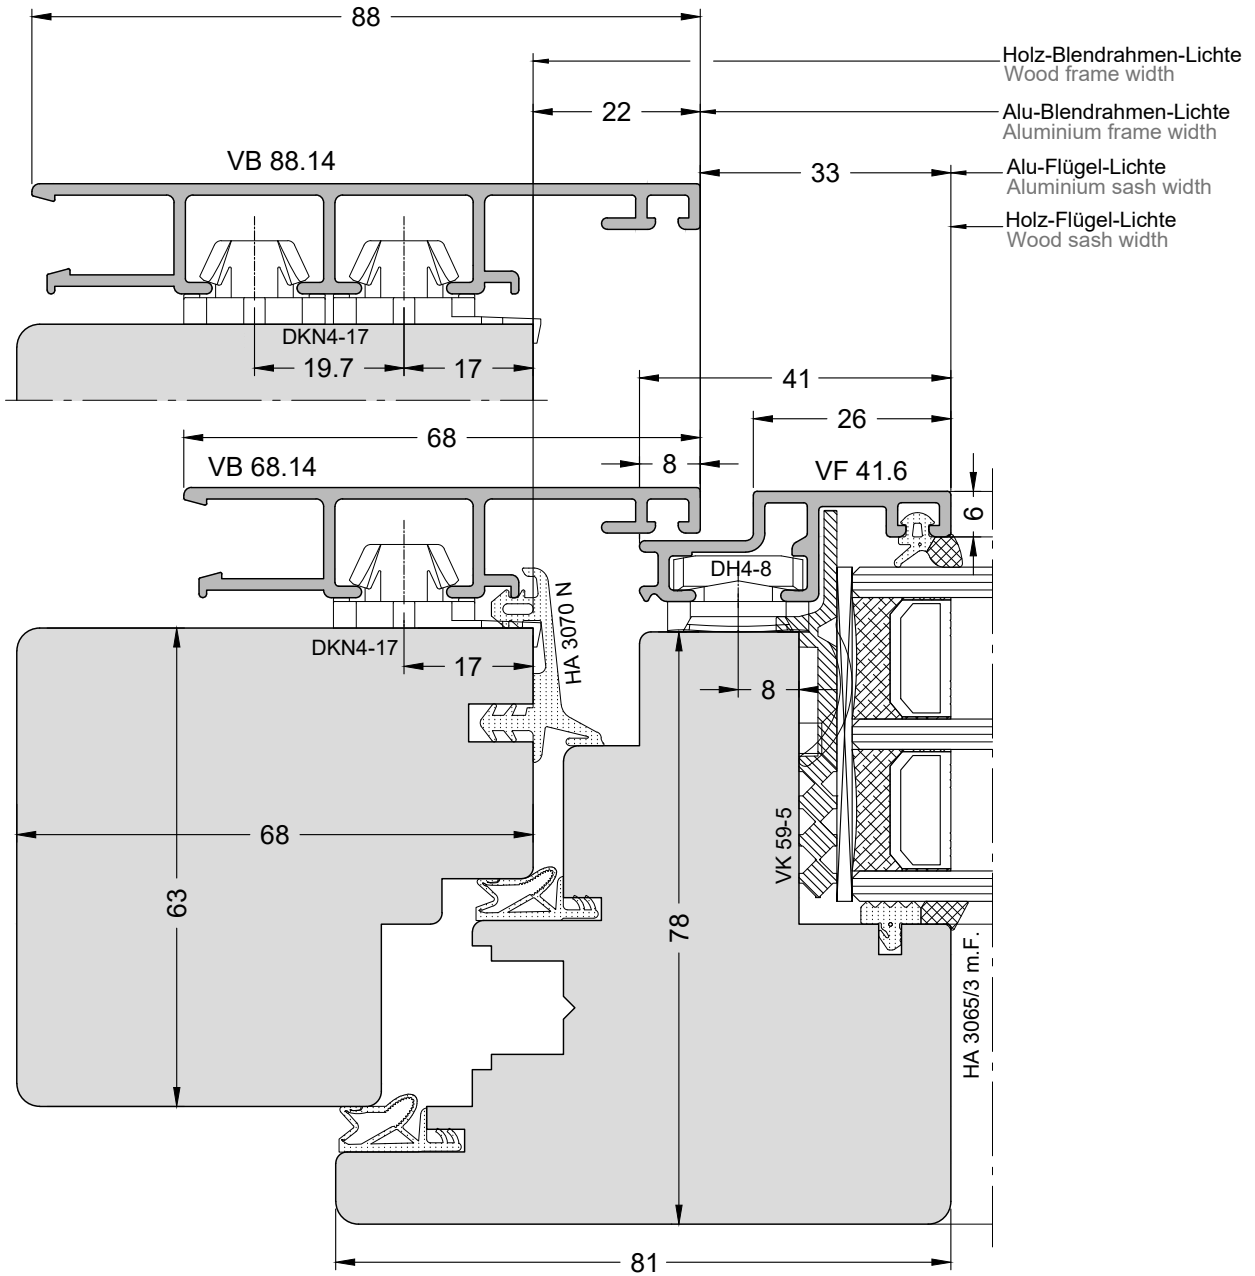 88
Holz-Blendrahmen-Lichte
Wood frame width
22
Alu-Blendrahmen-Lichte
Aluminium frame width
VB 88.14
33
Alu-Flügel-Lichte
Aluminium sash width
Holz-Flügel-Lichte
Wood sash width
DKN4-17
19.7
17
41
26
68
VB 68.14
8
VF 41.6
6
DH4-8
HA 3070 N
DKN4-17
17
8
68
VK 59-5
63
78
HA 3065/3 m.F.
81